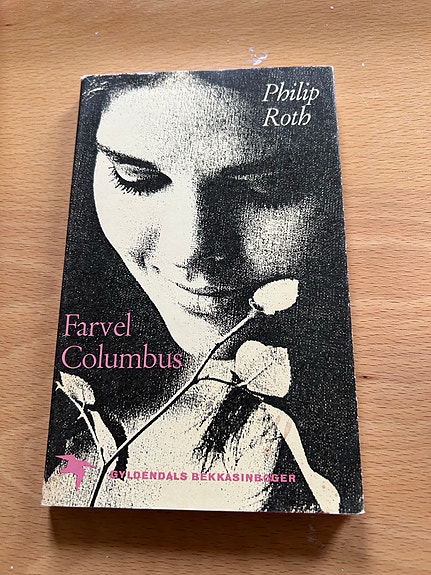 Philip
Roth
Farvel
Columbus
GYLDENDALS BEKKASINBØGER